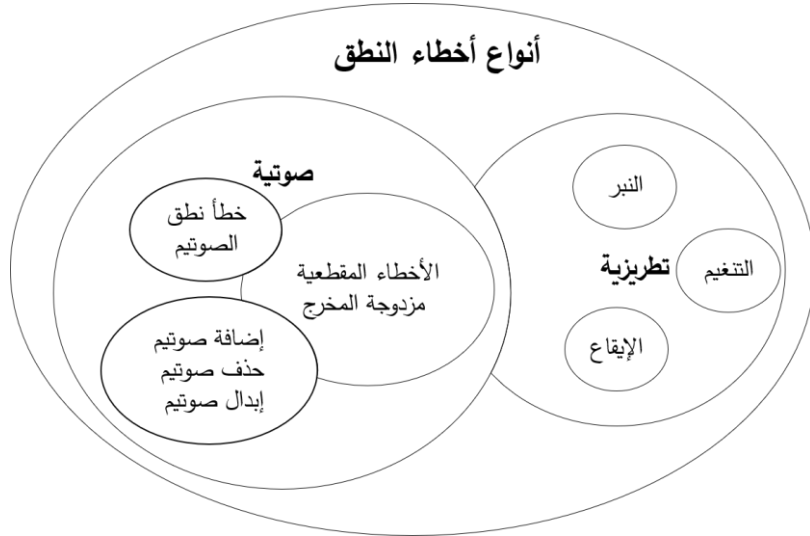 أنواع أخطاء النطق
صوتية
خطأ نطق
الصوتيم
الأخطاء المقطعية
مزدوجة المخرج
إضافة صوتيم
حذف صوتيم
إبدال صوتيم
تطريزية
النبر
التنغيم
الإيقاع